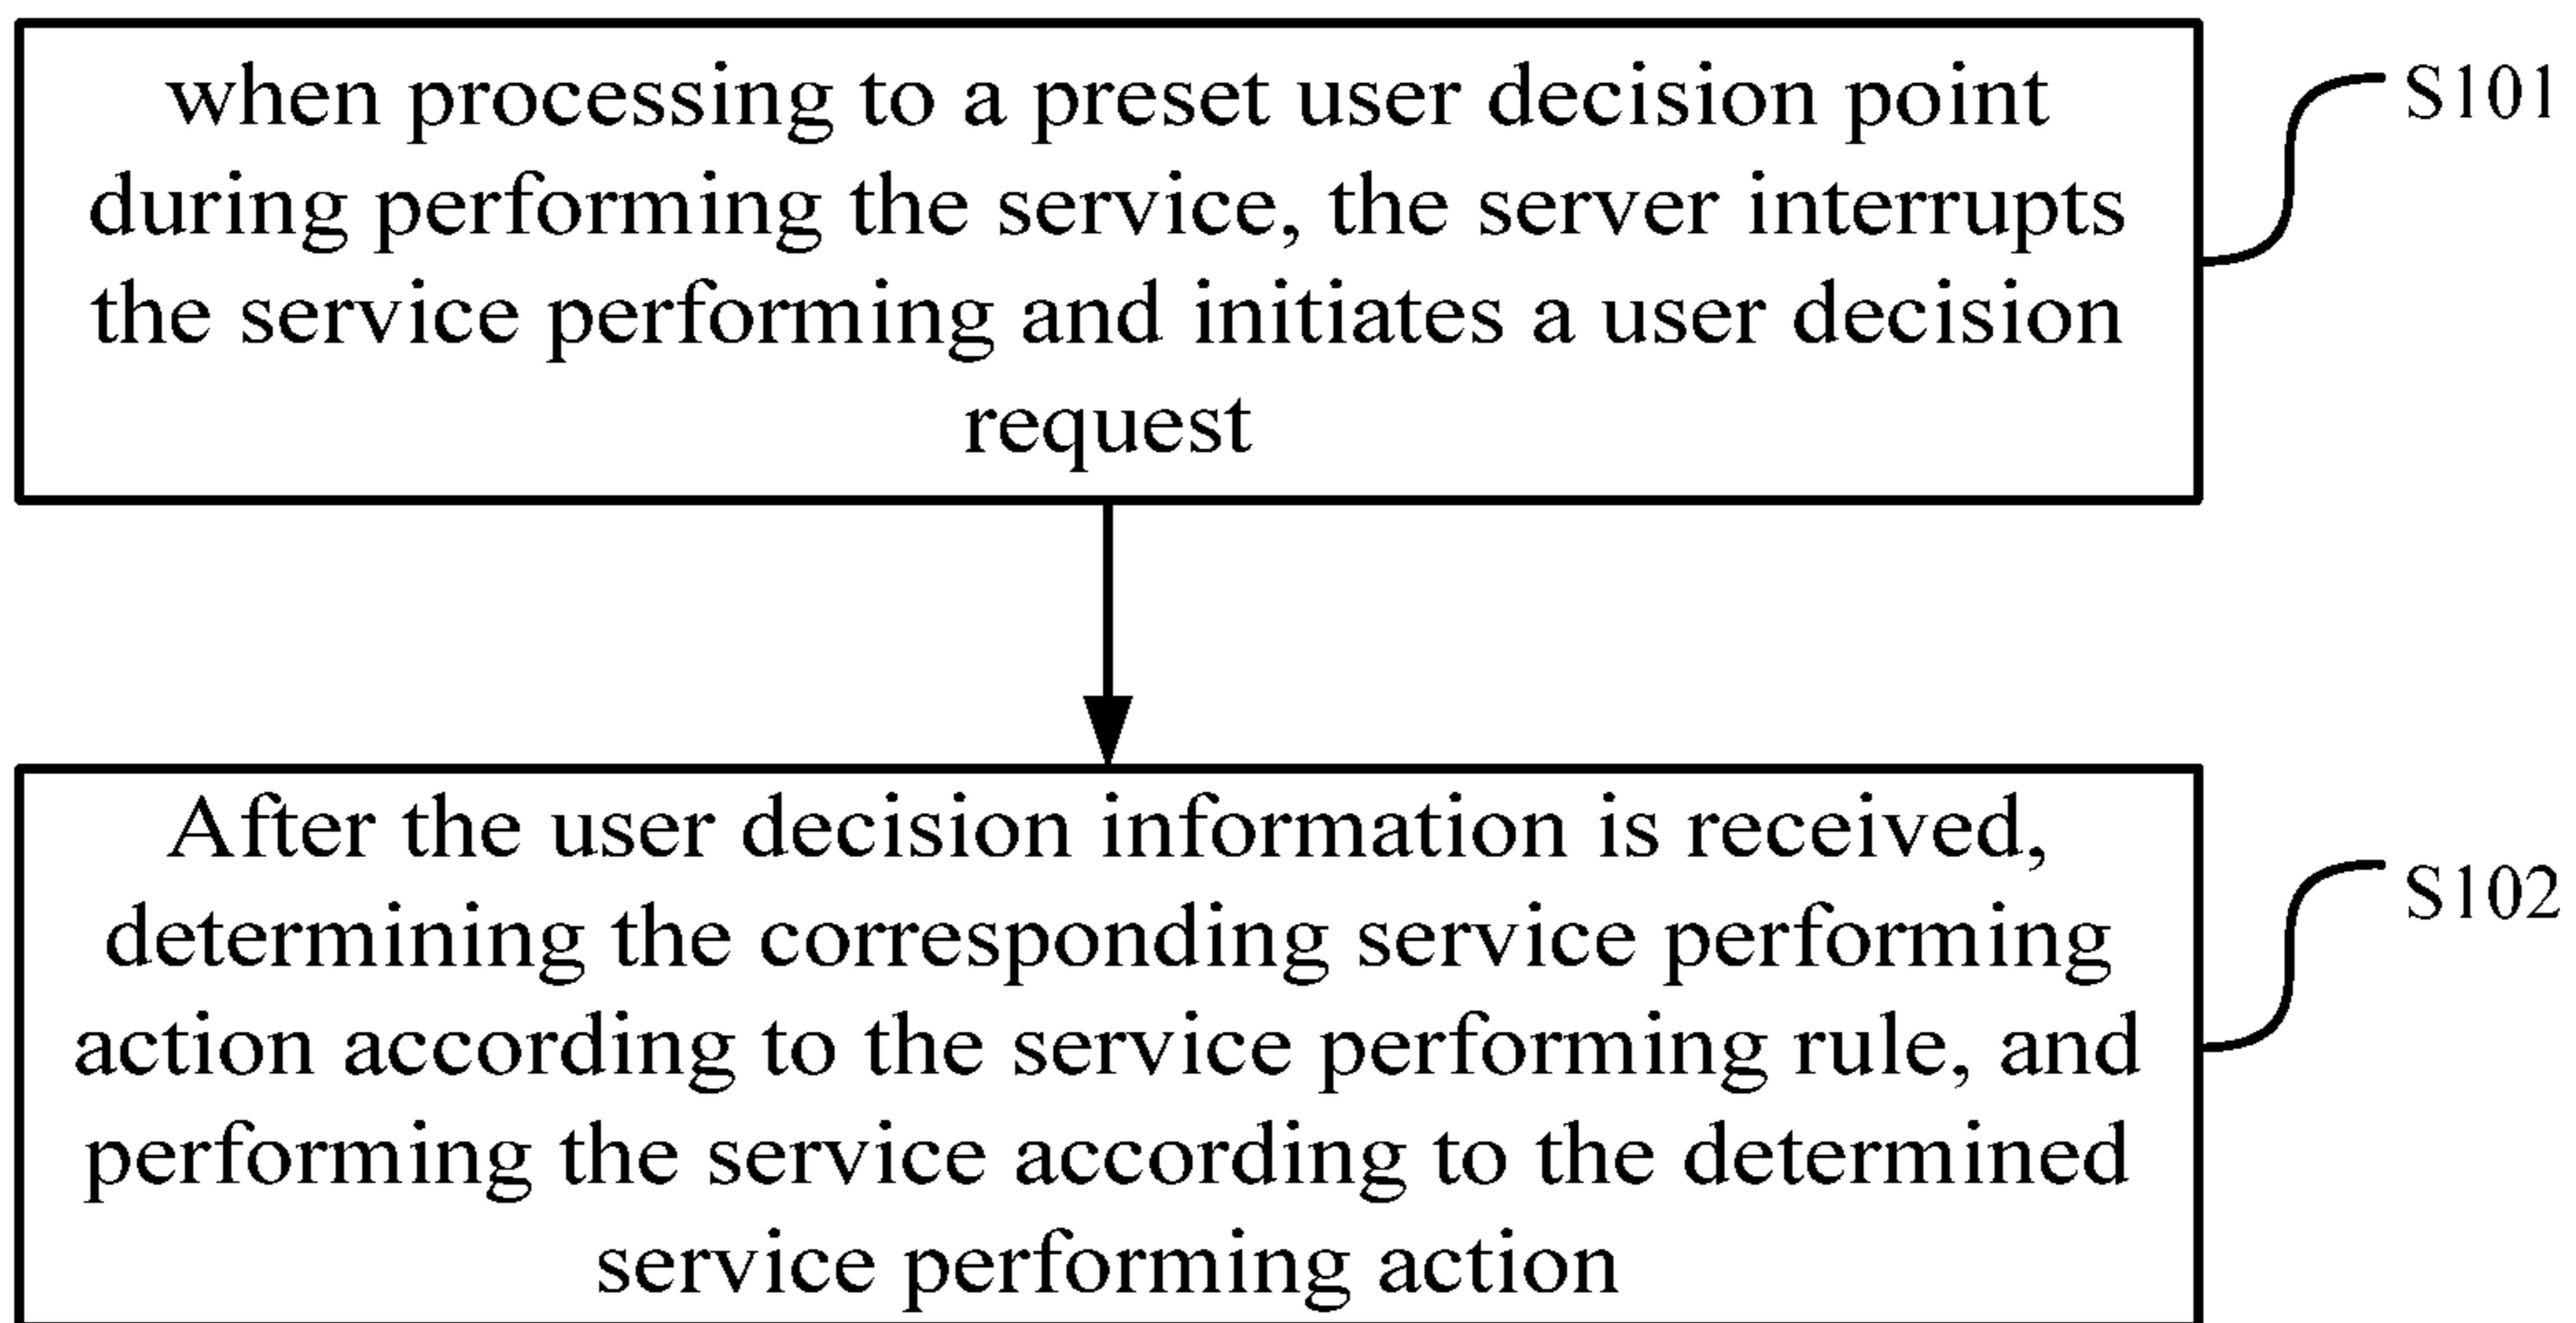 when processing to a preset user decision point
during performing the service, the server interrupts
the service performing and initiates a user decision
request
S101
After the user decision information is received,
determining the corresponding service performing
action according to the service performing rule, and
performing the service according to the determined
service performing action
S102